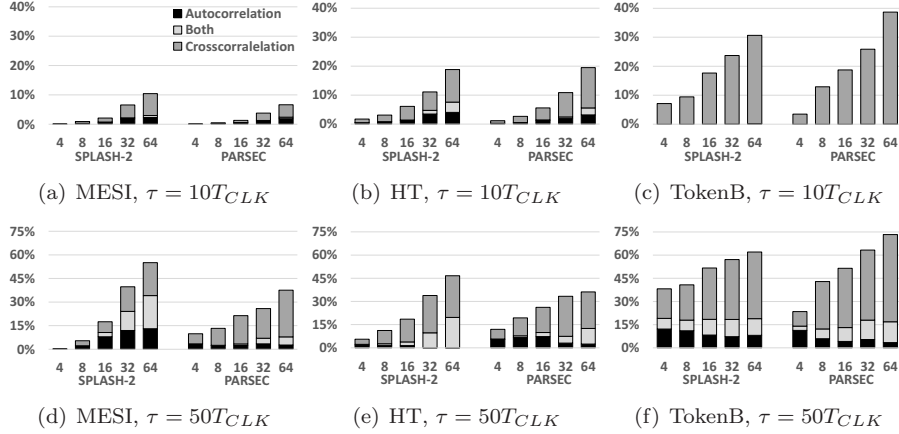 40% 40% 40%
Autocorrelation
30% Both 30% 30%
Crosscorralelation
20% 20% 20%
10% 10% 10%
0% 0% 0%
4 8 16 32 64 4 8 16 32 64 4 8 16 32 64 4 8 16 32 64 4 8 16 32 64 4 8 16 32 64
SPLASH-2 PARSEC SPLASH-2 PARSEC SPLASH-2 PARSEC
(a) MESI, τ = 10T_CLK (b) HT, τ = 10T_CLK (c) TokenB, τ = 10T_CLK
75% 75% 75%
60% 60% 60%
45% 45% 45%
30% 30% 30%
15% 15% 15%
0% 0% 0%
4 8 16 32 64 4 8 16 32 64 4 8 16 32 64 4 8 16 32 64 4 8 16 32 64 4 8 16 32 64
SPLASH-2 PARSEC SPLASH-2 PARSEC SPLASH-2 PARSEC
(d) MESI, τ = 50T_CLK (e) HT, τ = 50T_CLK (f) TokenB, τ = 50T_CLK